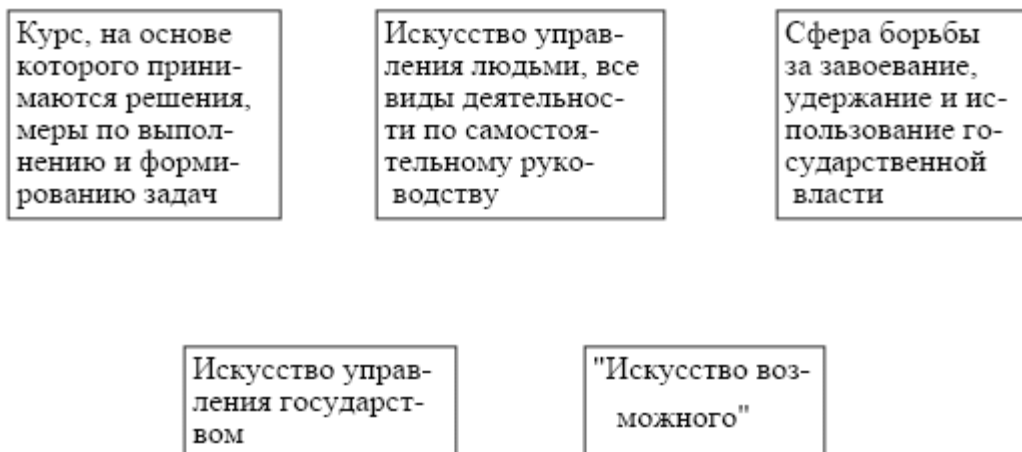 Курс, на основе
которого прини-
маются решения,
меры по выпол-
нению и форми-
рованию задач
Искусство управ-
ления людьми, все
виды деятельнос-
ти по самостоя-
тельному руко-
водству
Сфера борьбы
за завоевание,
удержание и ис-
пользование го-
сударственной
власти
Искусство управ-
ления государст-
вом
"Искусство воз-
можного"